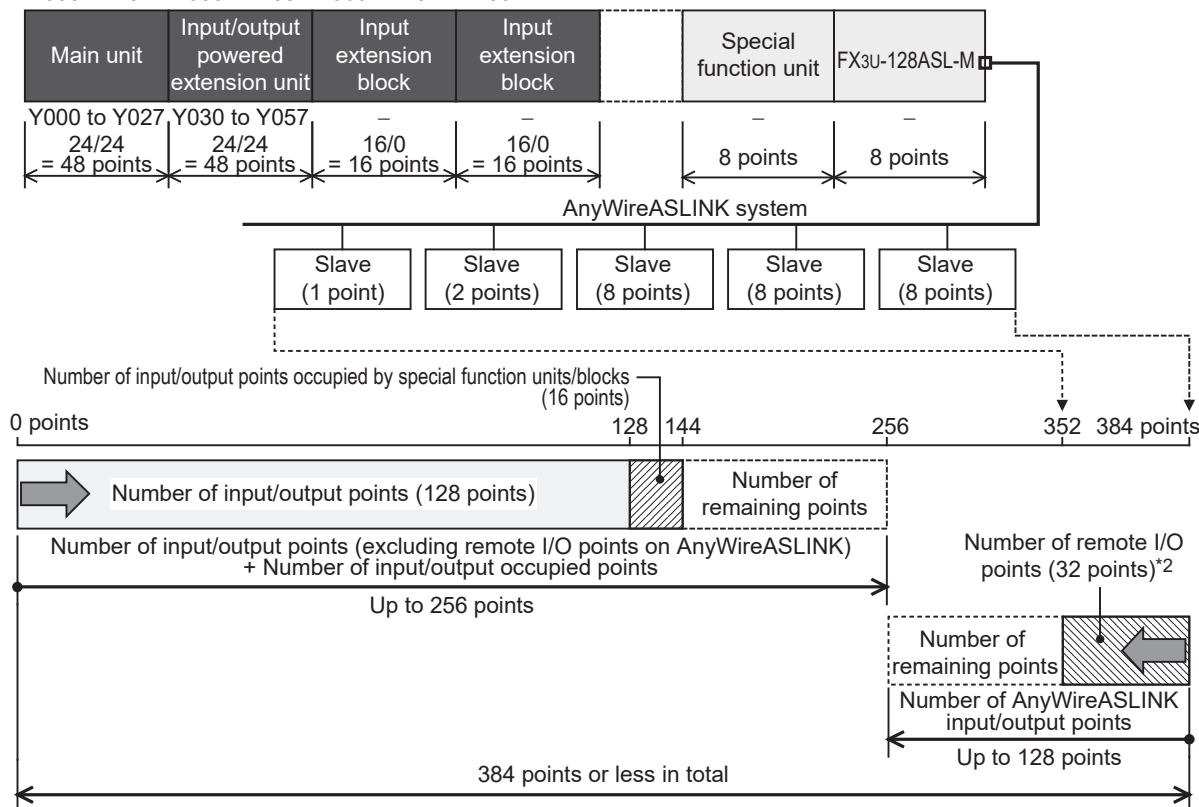 Main unit
Input/output
powered
extension unit
Input
extension
block
Input
extension
block
Special
function unit
FX3U-128ASL-M
Y000 to Y027
Y030 to Y057
–
–
–
–
24/24
= 48 points
24/24
= 48 points
16/0
= 16 points
16/0
= 16 points
8 points
8 points
AnyWireASLINK system
Slave
(1 point)
Slave
(2 points)
Slave
(8 points)
Slave
(8 points)
Slave
(8 points)
Number of input/output points occupied by special function units/blocks
(16 points)
0 points
128
144
256
352
384 points
Number of input/output points (128 points)
Number of
remaining points
Number of input/output points (excluding remote I/O points on AnyWireASLINK)
+ Number of input/output occupied points
Up to 256 points
Number of remote I/O
points (32 points)*2
Number of
remaining points
Number of AnyWireASLINK
input/output points
Up to 128 points
384 points or less in total